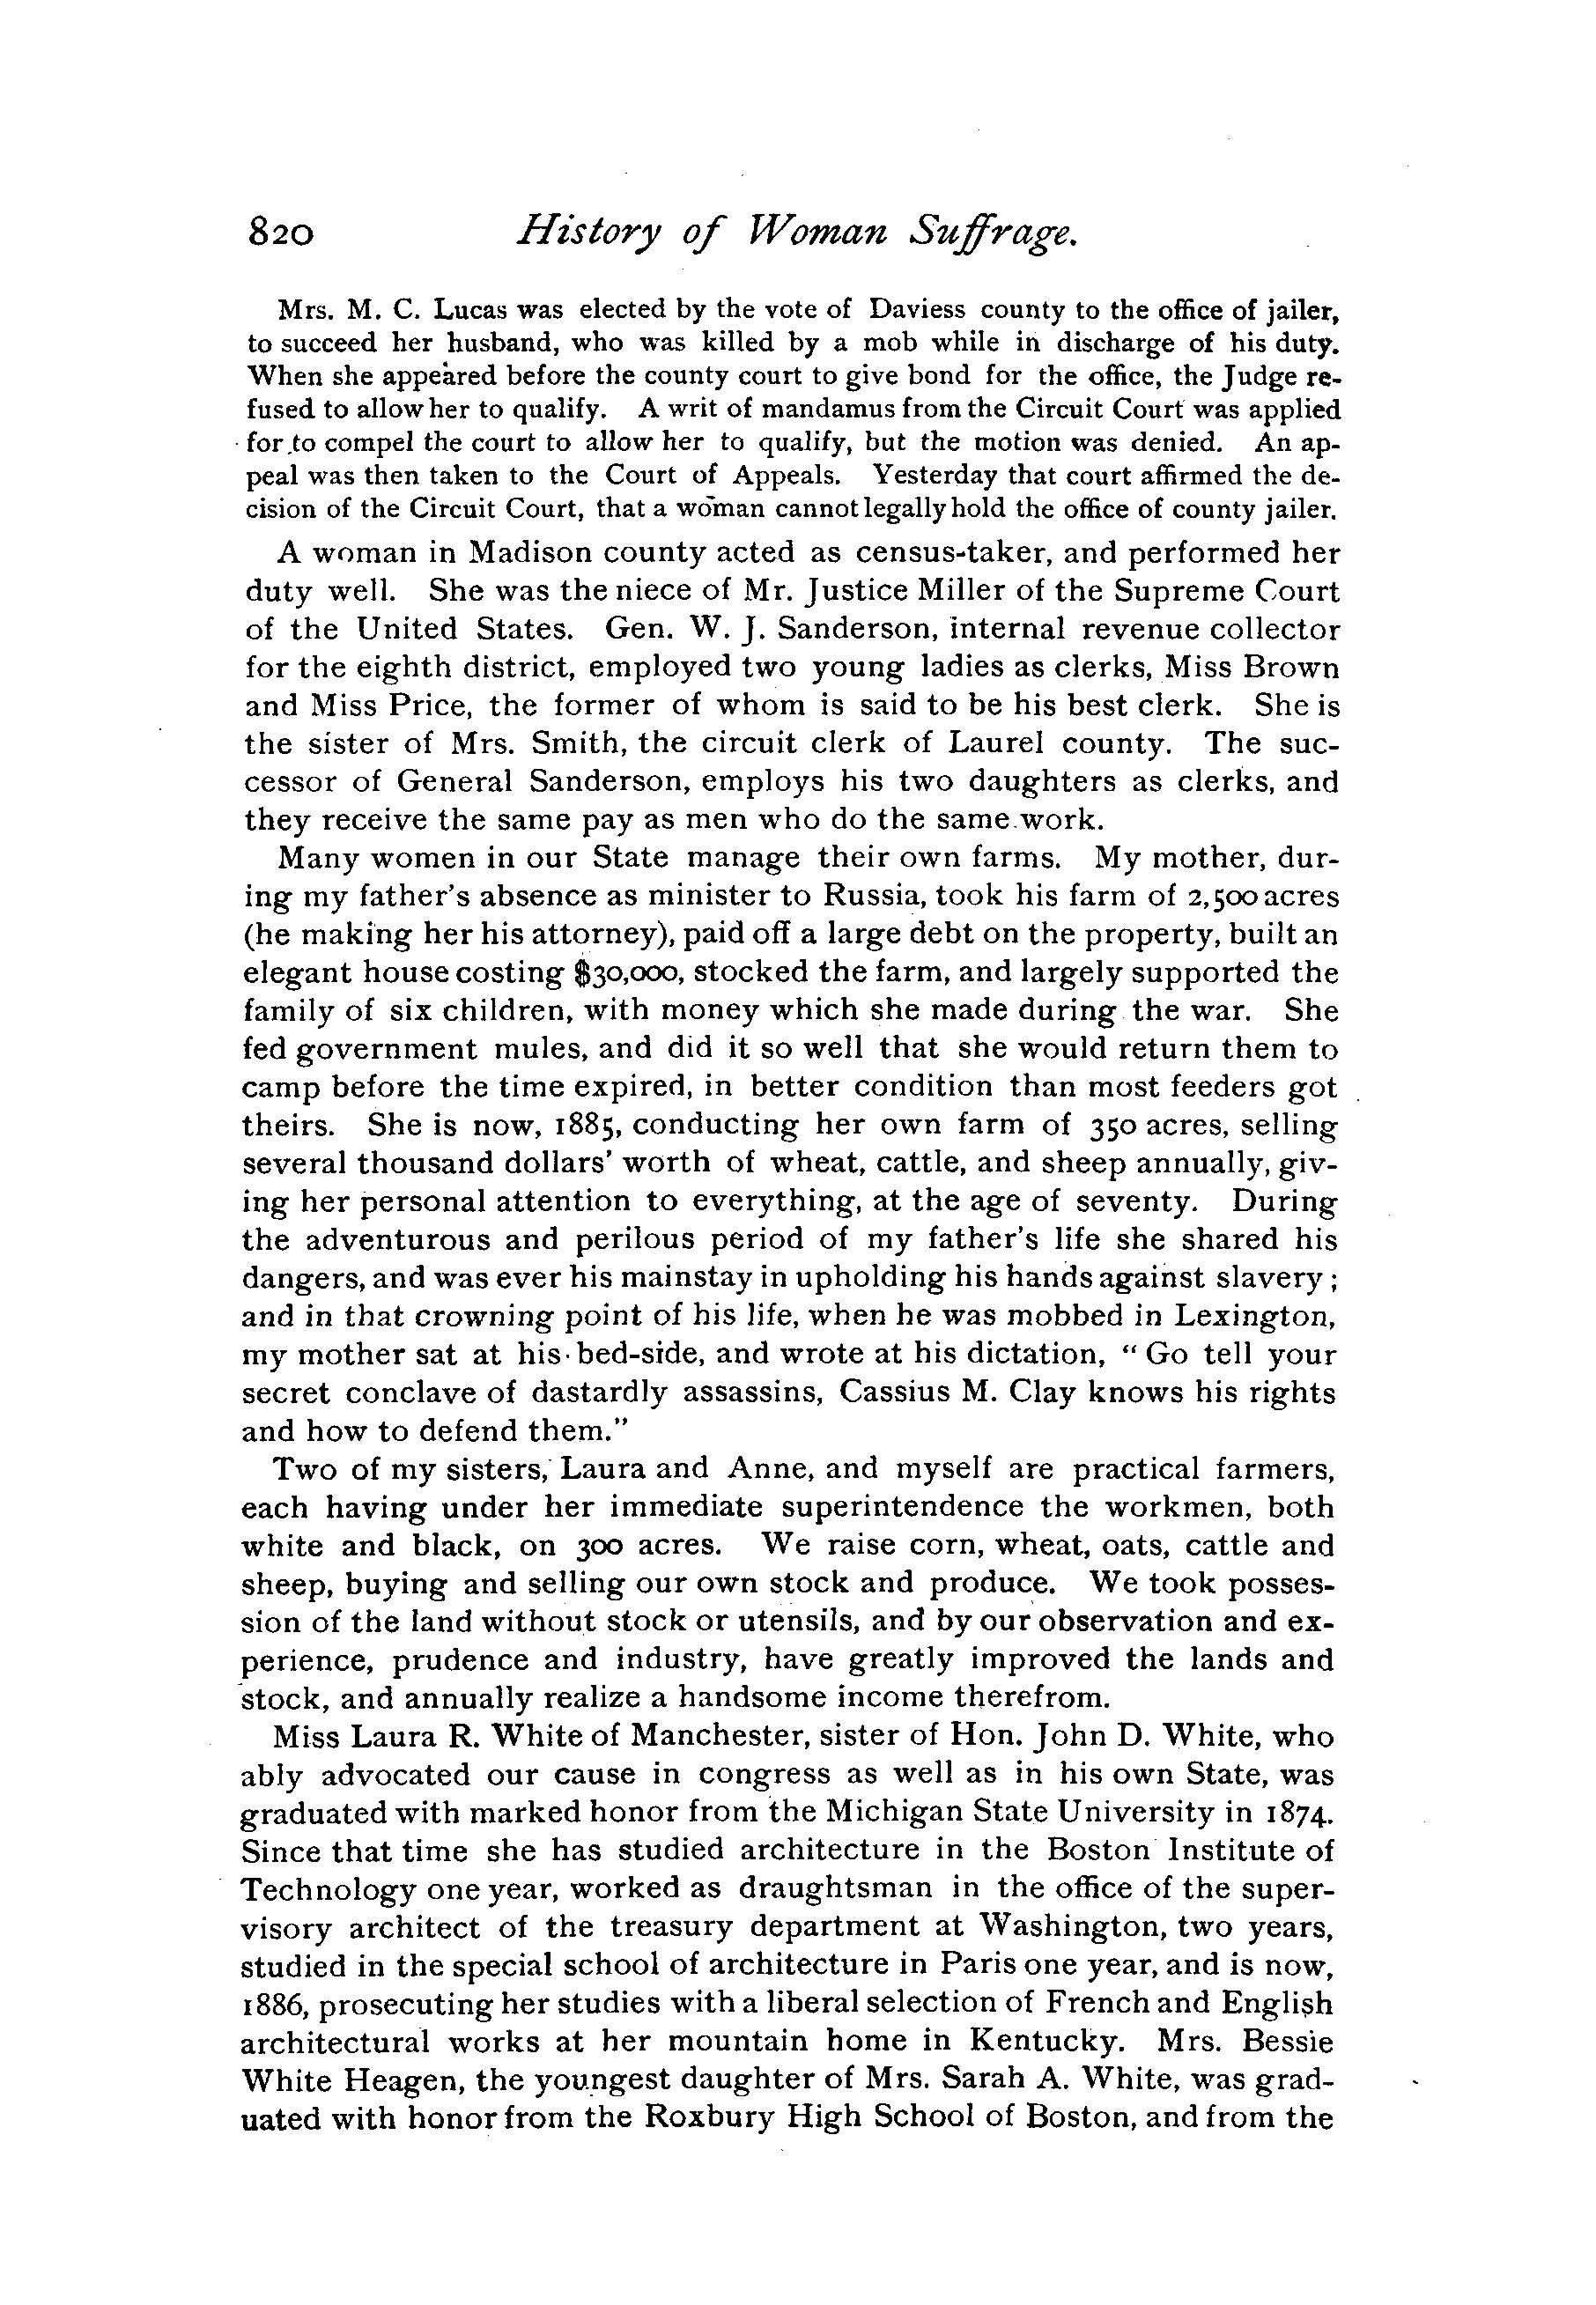 820 History of Woman Suffrage.
Mrs. M. C. Lucas was elected by the vote of Daviess county to the office of jailer,
to succeed her husband, who was killed by a mob while in discharge of his duty.
When she appeared before the county court to give bond for the office, the Judge re-
fused to allow her to qualify. A writ of mandamus from the Circuit Court was applied
for to compel the court to allow her to qualify, but the motion was denied. An ap-
peal was then taken to the Court of Appeals. Yesterday that court affirmed the de-
cision of the Circuit Court, that a woman cannot legally hold the office of county jailer.
A woman in Madison county acted as census-taker, and performed her
duty well. She was the niece of Mr. Justice Miller of the Supreme Court
of the United States. Gen. W. J. Sanderson, internal revenue collector
for the eighth district, employed two young ladies as clerks, Miss Brown
and Miss Price, the former of whom is said to be his best clerk. She is
the sister of Mrs. Smith, the circuit clerk of Laurel county. The suc-
cessor of General Sanderson, employs his two daughters as clerks, and
they receive the same pay as men who do the same work.
Many women in our State manage their own farms. My mother, dur-
ing my father's absence as minister to Russia, took his farm of 2,500 acres
(he making her his attorney), paid off a large debt on the property, built an
elegant house costing $30,000, stocked the farm, and largely supported the
family of six children, with money which she made during the war. She
fed government mules, and did it so well that she would return them to
camp before the time expired, in better condition than most feeders got
theirs. She is now, 1885, conducting her own farm of 350 acres, selling
several thousand dollars' worth of wheat, cattle, and sheep annually, giv-
ing her personal attention to everything, at the age of seventy. During
the adventurous and perilous period of my father's life she shared his
dangers, and was ever his mainstay in upholding his hands against slavery;
and in that crowning point of his life, when he was mobbed in Lexington,
my mother sat at his bed-side, and wrote at his dictation, "Go tell your
secret conclave of dastardly assassins, Cassius M. Clay knows his rights
and how to defend them."
Two of my sisters, Laura and Anne, and myself are practical farmers,
each having under her immediate superintendence the workmen, both
white and black, on 300 acres. We raise corn, wheat, oats, cattle and
sheep, buying and selling our own stock and produce. We took posses-
sion of the land without stock or utensils, and by our observation and ex-
perience, prudence and industry, have greatly improved the lands and
stock, and annually realize a handsome income therefrom.
Miss Laura R. White of Manchester, sister of Hon. John D. White, who
ably advocated our cause in congress as well as in his own State, was
graduated with marked honor from the Michigan State University in 1874.
Since that time she has studied architecture in the Boston Institute of
Technology one year, worked as draughtsman in the office of the super-
visory architect of the treasury department at Washington, two years,
studied in the special school of architecture in Paris one year, and is now,
1886, prosecuting her studies with a liberal selection of French and English
architectural works at her mountain home in Kentucky. Mrs. Bessie
White Heagen, the youngest daughter of Mrs. Sarah A. White, was grad-
uated with honor from the Roxbury High School of Boston, and from the